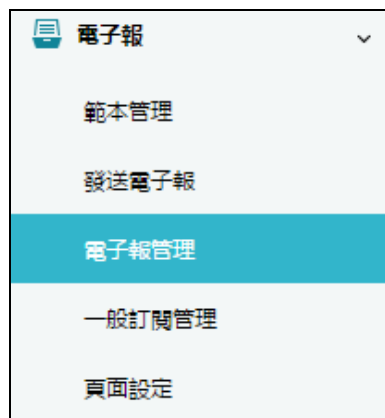 電子報
範本管理
發送電子報
電子報管理
一般訂閱管理
頁面設定